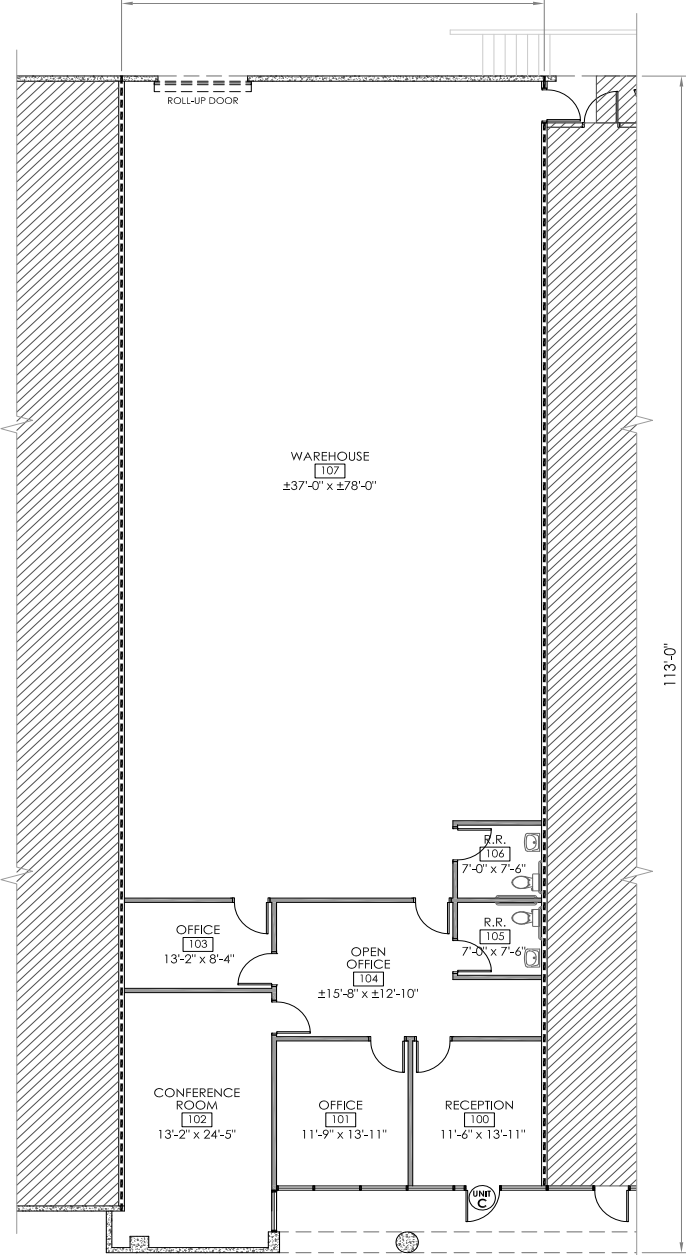 ROLL-UP DOOR
WAREHOUSE
107
±37'-0" x ±78'-0"
113'-0"
R.R.
106
7'-0" x 7'-6"
OFFICE
103
13'-2" x 8'-4"
R.R.
105
7'-0" x 7'-6"
OPEN
OFFICE
104
±15'-8" x ±12'-10"
CONFERENCE
ROOM
102
13'-2" x 24'-5"
OFFICE
101
11'-9" x 13'-11"
RECEPTION
100
11'-6" x 13'-11"
UNIT
C